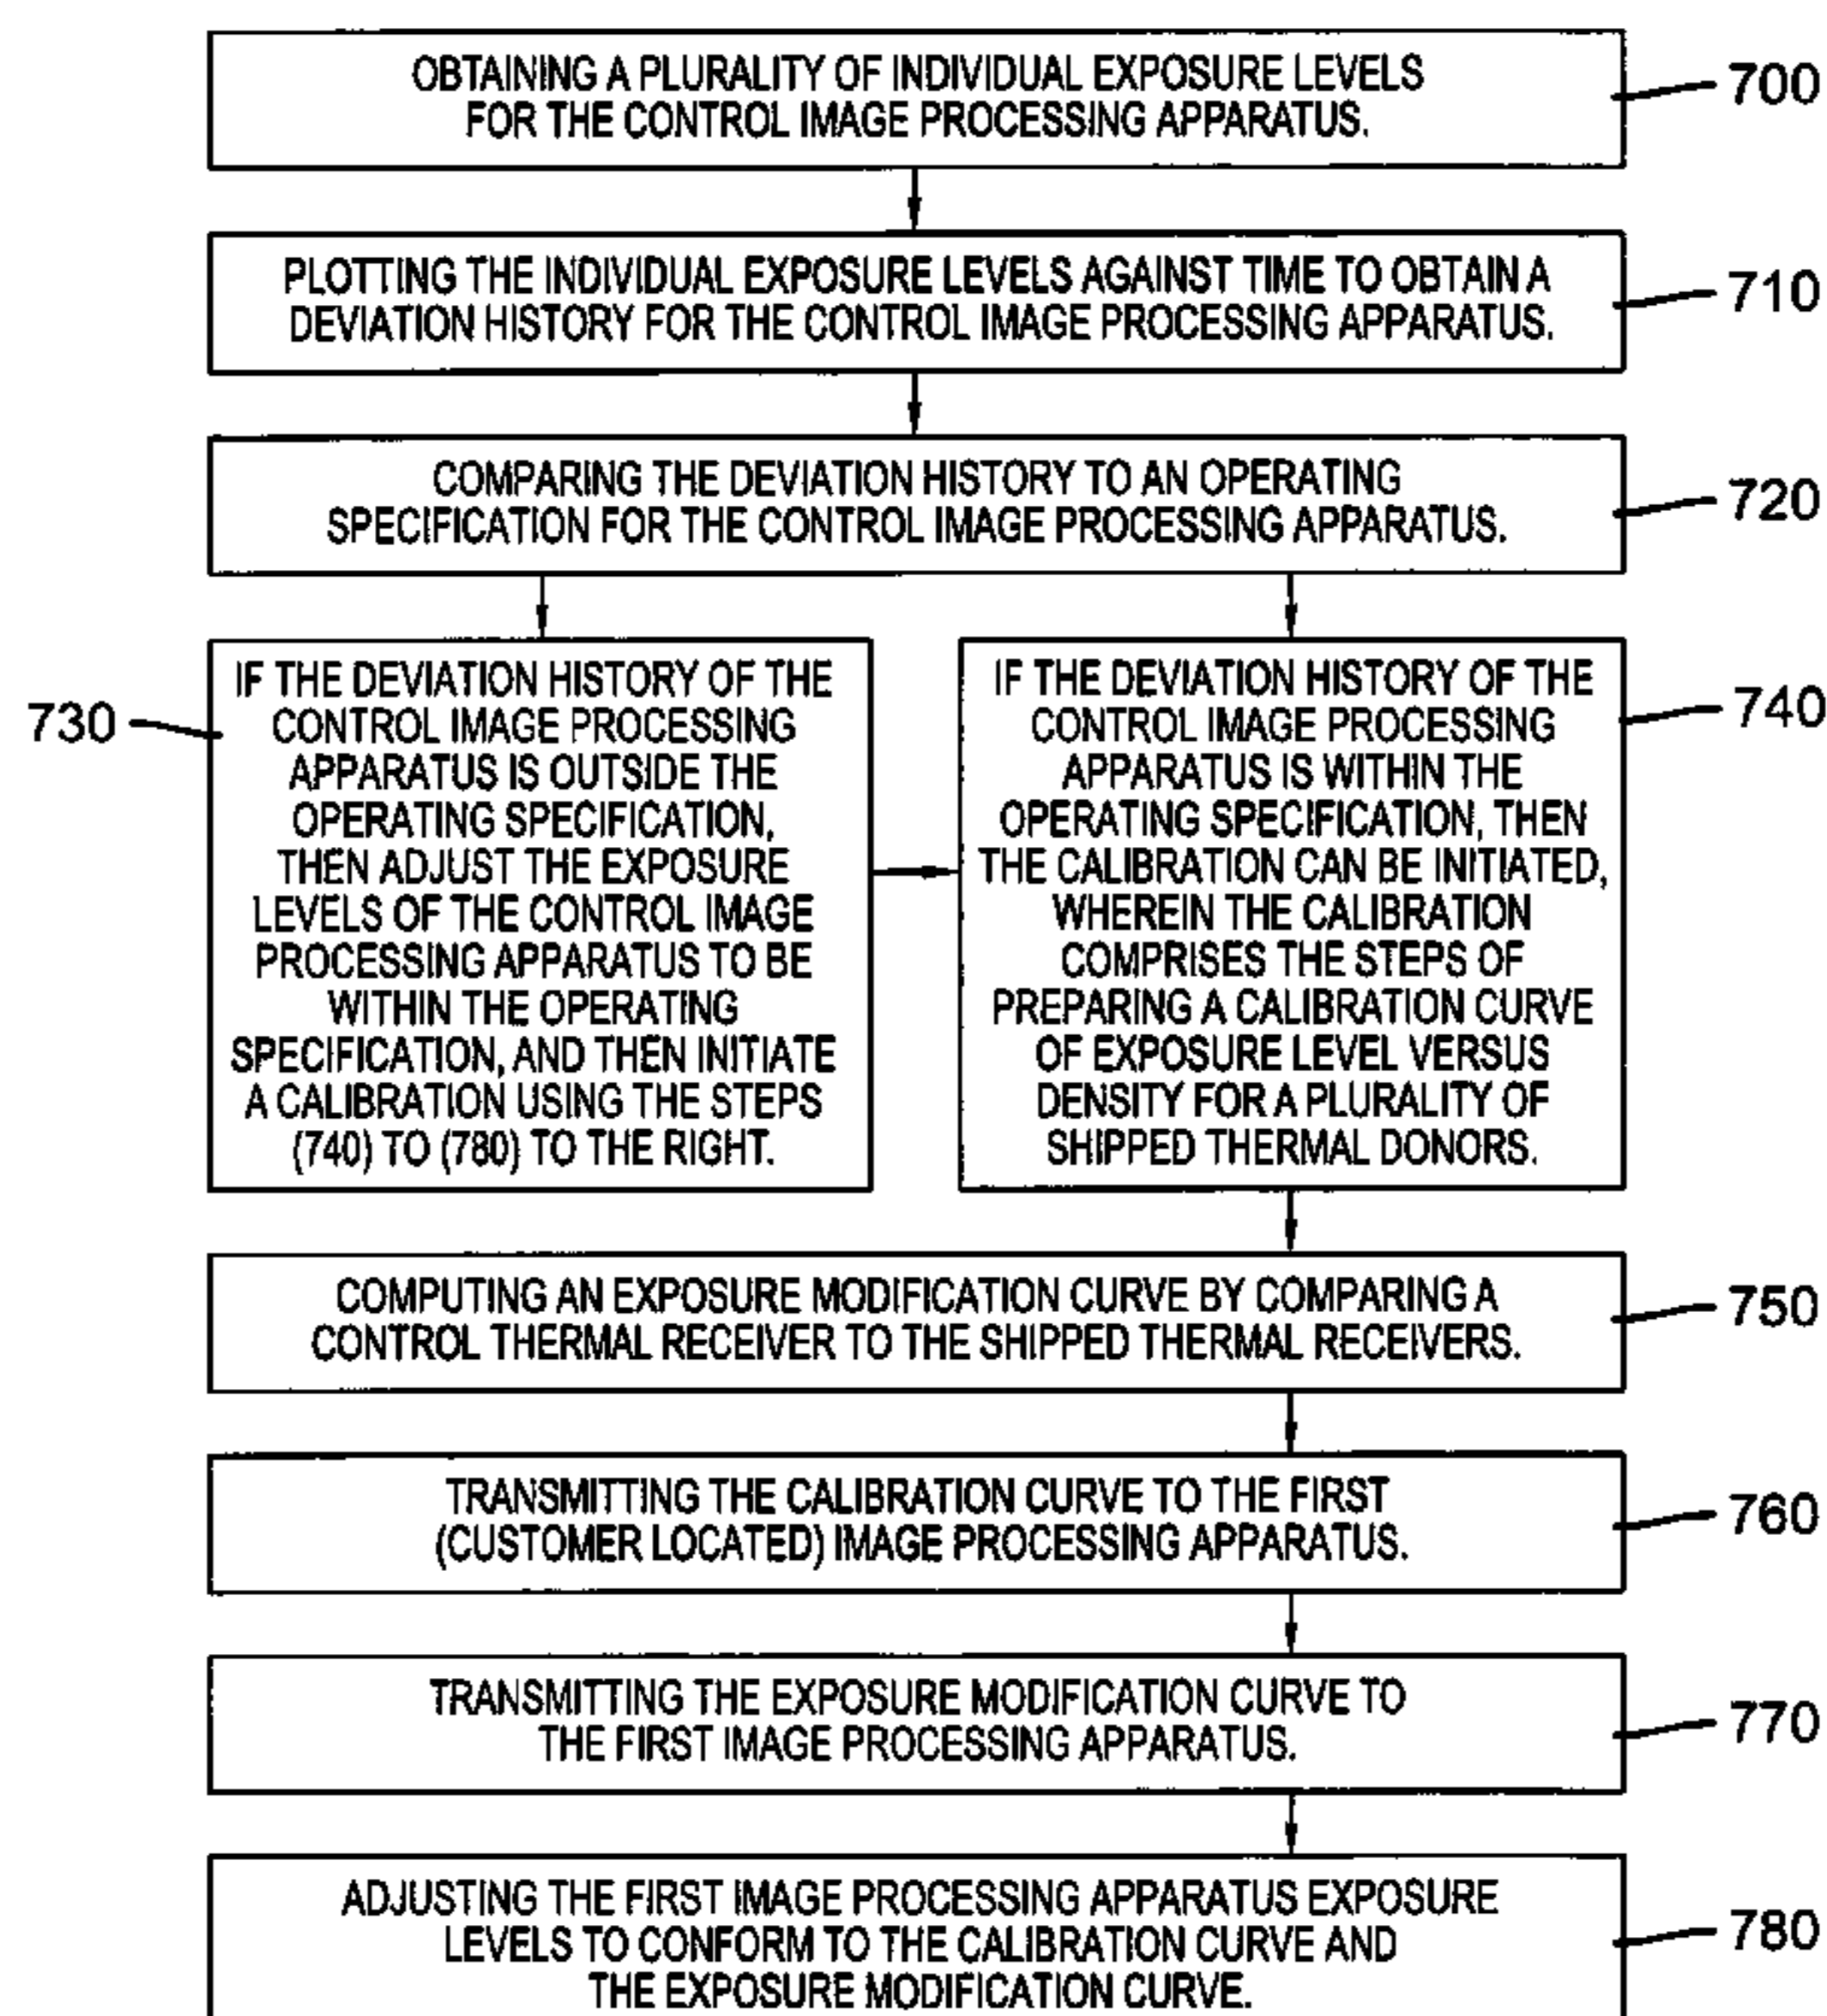 OBTAINING A PLURALITY OF INDIVIDUAL EXPOSURE LEVELS
FOR THE CONTROL IMAGE PROCESSING APPARATUS.
700
PLOTTING THE INDIVIDUAL EXPOSURE LEVELS AGAINST TIME TO OBTAIN A
DEVIATION HISTORY FOR THE CONTROL IMAGE PROCESSING APPARATUS.
710
COMPARING THE DEVIATION HISTORY TO AN OPERATING
SPECIFICATION FOR THE CONTROL IMAGE PROCESSING APPARATUS.
720
730
IF THE DEVIATION HISTORY OF THE
CONTROL IMAGE PROCESSING
APPARATUS IS OUTSIDE THE
OPERATING SPECIFICATION,
THEN ADJUST THE EXPOSURE
LEVELS OF THE CONTROL IMAGE
PROCESSING APPARATUS TO BE
WITHIN THE OPERATING
SPECIFICATION, AND THEN INITIATE
A CALIBRATION USING THE STEPS
(740) TO (780) TO THE RIGHT.
IF THE DEVIATION HISTORY OF THE
CONTROL IMAGE PROCESSING
APPARATUS IS WITHIN THE
OPERATING SPECIFICATION, THEN
THE CALIBRATION CAN BE INITIATED,
WHEREIN THE CALIBRATION
COMPRISES THE STEPS OF
PREPARING A CALIBRATION CURVE
OF EXPOSURE LEVEL VERSUS
DENSITY FOR A PLURALITY OF
SHIPPED THERMAL DONORS.
740
COMPUTING AN EXPOSURE MODIFICATION CURVE BY COMPARING A
CONTROL THERMAL RECEIVER TO THE SHIPPED THERMAL RECEIVERS.
750
TRANSMITTING THE CALIBRATION CURVE TO THE FIRST
(CUSTOMER LOCATED) IMAGE PROCESSING APPARATUS.
760
TRANSMITTING THE EXPOSURE MODIFICATION CURVE TO
THE FIRST IMAGE PROCESSING APPARATUS.
770
ADJUSTING THE FIRST IMAGE PROCESSING APPARATUS EXPOSURE
LEVELS TO CONFORM TO THE CALIBRATION CURVE AND
THE EXPOSURE MODIFICATION CURVE.
780